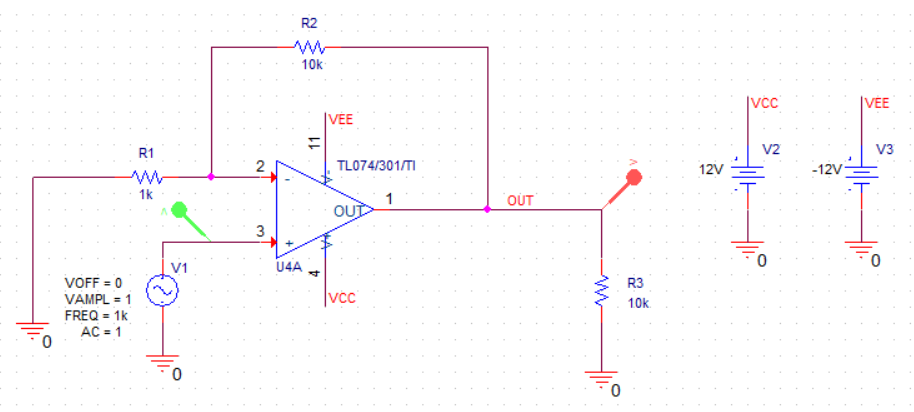 R2
10k
VEE
11
TL074/301/TI
R1
1k
2
-
OUT
1
OUT
3
+
U4A
4
VCC
V1
VOFF = 0
VAMPL = 1
FREQ = 1k
AC = 1
0
0
R3
10k
0
VCC
V2
12V
0
VEE
V3
-12V
0